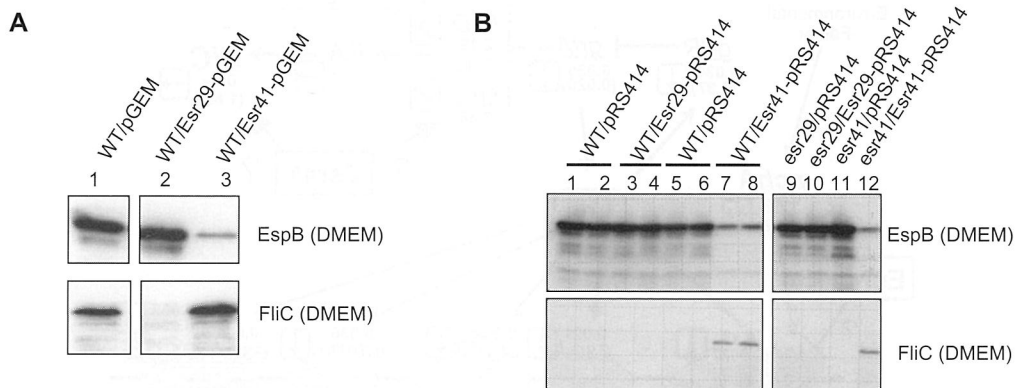 A
WT/pGEM
WT/Esr29-pGEM
WT/Esr41-pGEM
1 2 3
EspB (DMEM)
FliC (DMEM)
B
WT/pRS414
WT/Esr29-pRS414
WT/pRS414
WT/Esr41-pRS414
esr29/pRS414
esr29/Esr29-pRS414
esr41/pRS414
esr41/Esr41-pRS414
1 2 3 4 5 6 7 8 9 10 11 12
EspB (DMEM)
FliC (DMEM)